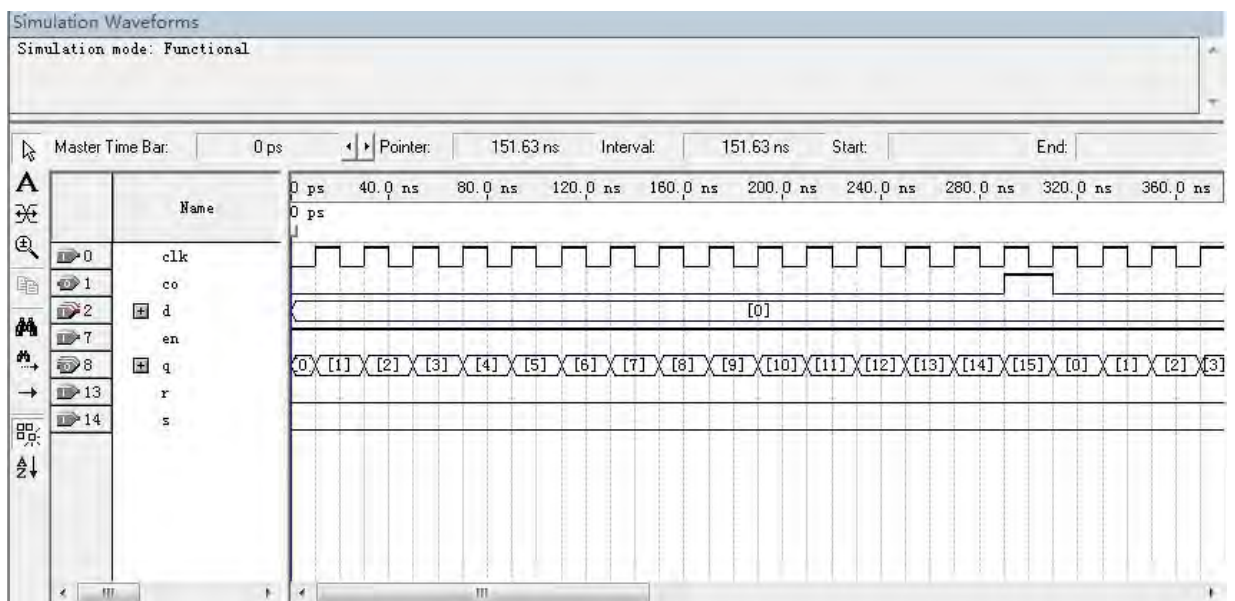 Simulation Waveforms
Simulation mode: Functional
Master Time Bar: 0 ps Pointer: 151.63 ns Interval: 151.63 ns Start: End:
0 ps 40.0 ns 80.0 ns 120.0 ns 160.0 ns 200.0 ns 240.0 ns 280.0 ns 320.0 ns 360.0 ns
Name
0 ps
0 clk
1 co
2 d [0]
7 en
8 q [0] [1] [2] [3] [4] [5] [6] [7] [8] [9] [10] [11] [12] [13] [14] [15] [0] [1] [2] [3]
13 r
14 s